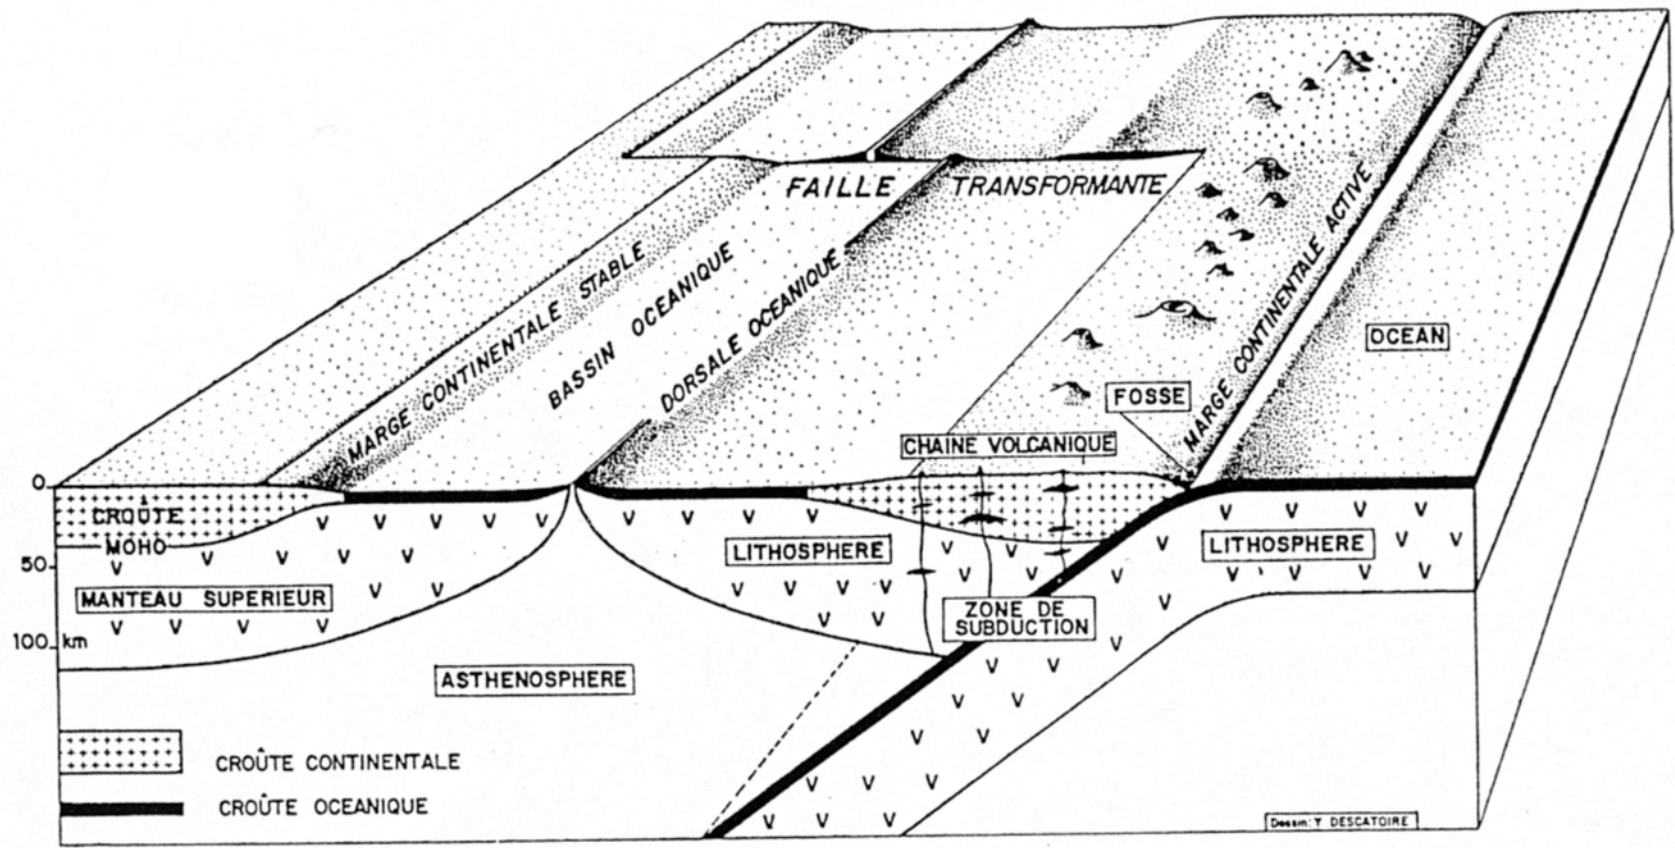 FAILLE TRANSFORMANTE
MARGE CONTINENTALE STABLE
BASSIN OCEANIQUE
DORSALE OCEANIQUE
MARGE CONTINENTALE ACTIVE
OCEAN
FOSSE
CHAINE VOLCANIQUE
0
CROÛTE
MOHO
50
MANTEAU SUPERIEUR
100 km
LITHOSPHERE
LITHOSPHERE
ZONE DE
SUBDUCTION
ASTHENOSPHERE
CROÛTE CONTINENTALE
CROÛTE OCEANIQUE
Dessin: Y DESCATOIRE